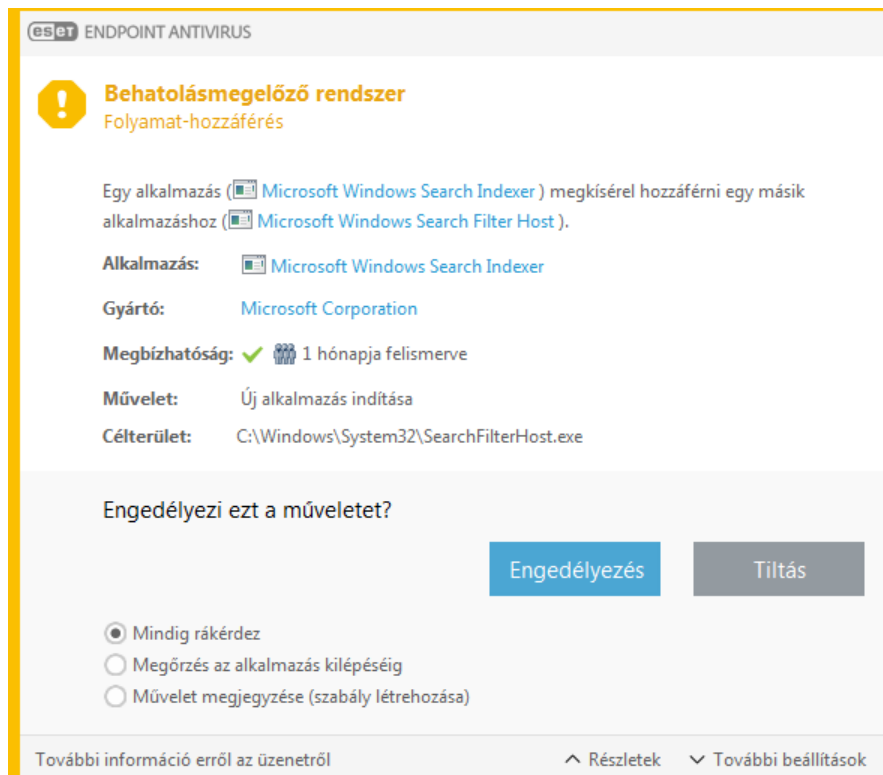 eset ENDPOINT ANTIVIRUS
Behatolásmegelőző rendszer
Folyamat-hozzáférés
Egy alkalmazás ( Microsoft Windows Search Indexer ) megkísérel hozzáférni egy másik
alkalmazáshoz ( Microsoft Windows Search Filter Host ).
Alkalmazás: Microsoft Windows Search Indexer
Gyártó: Microsoft Corporation
Megbízhatóság: 1 hónapja felismerve
Művelet: Új alkalmazás indítása
Célterület: C:\Windows\System32\SearchFilterHost.exe
Engedélyezi ezt a műveletet?
Engedélyezés Tiltás
Mindig rákérdez
Megőrzés az alkalmazás kilépéséig
Művelet megjegyzése (szabály létrehozása)
További információ erről az üzenetről Részletek További beállítások